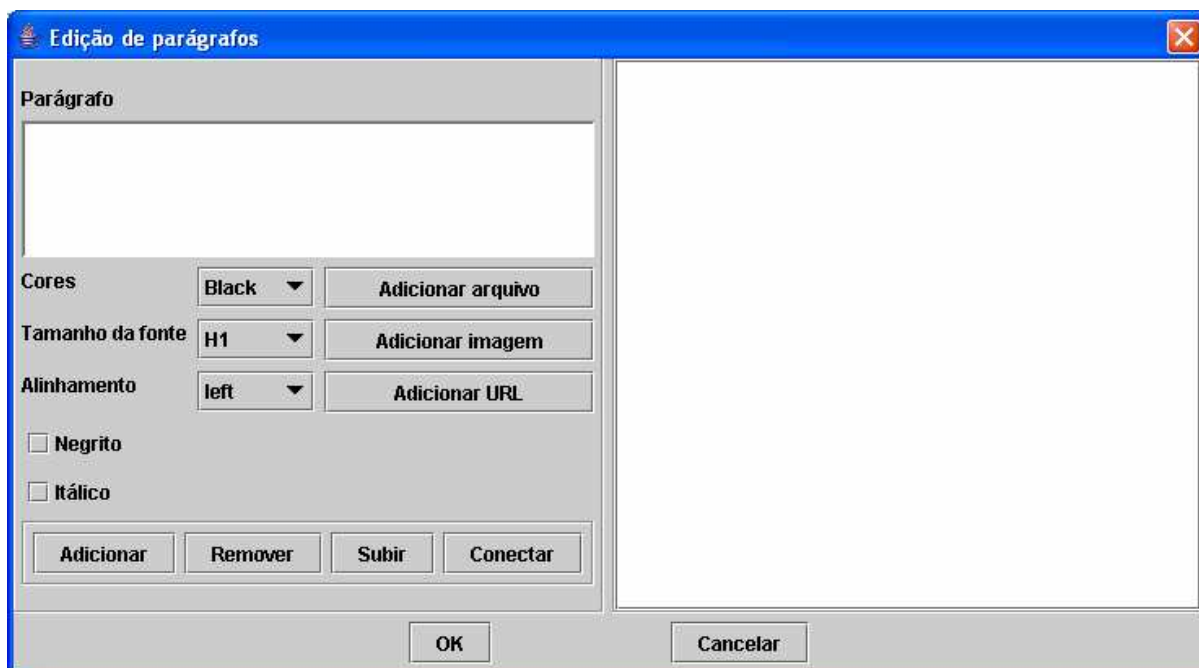 Edição de parágrafos
Parágrafo
Cores Black Adicionar arquivo
Tamanho da fonte H1 Adicionar imagem
Alinhamento left Adicionar URL
Negrito
Itálico
Adicionar Remover Subir Conectar
OK Cancelar